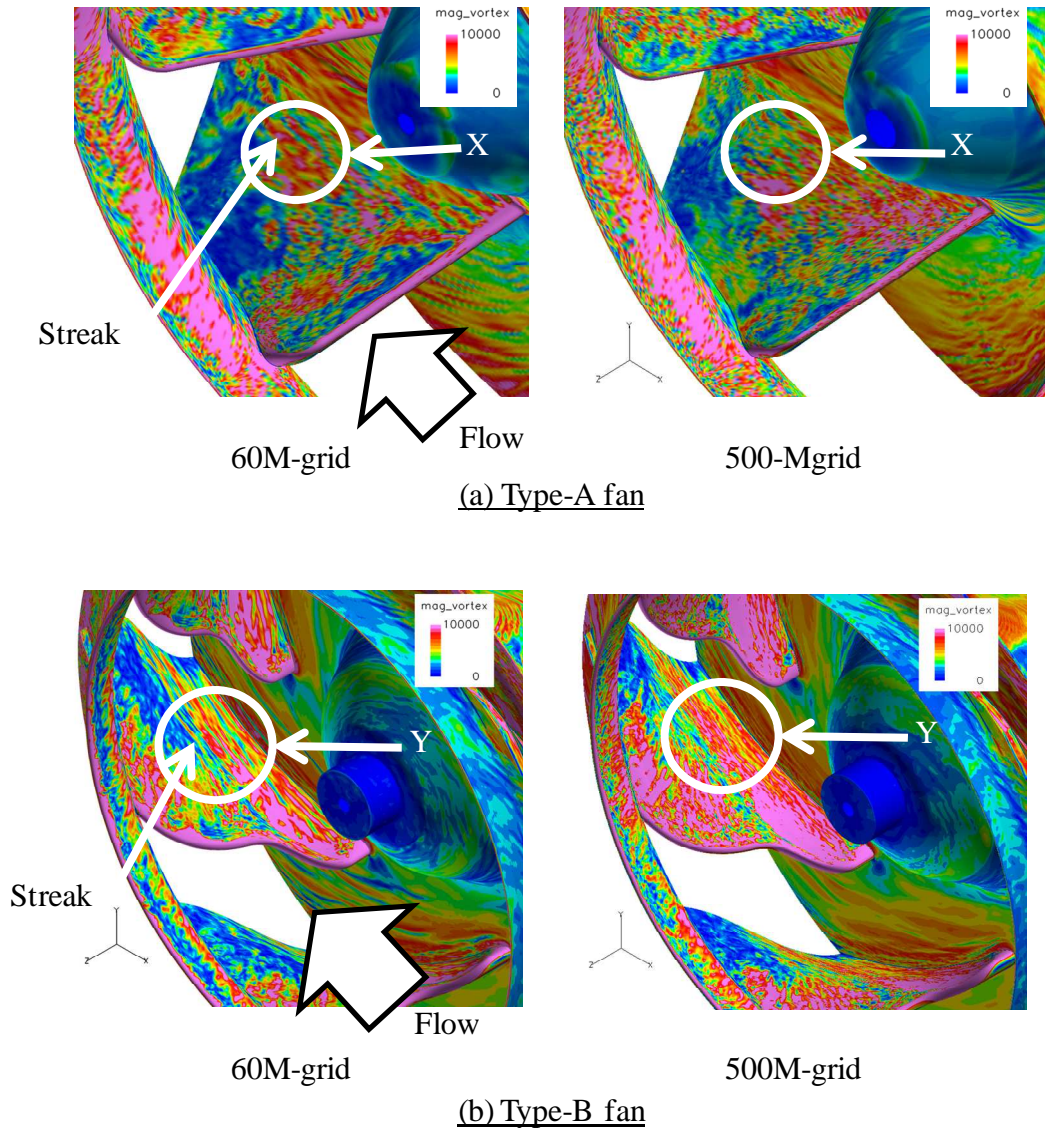 mag_vortex
10000
0
mag_vortex
10000
0
X
X
Streak
Flow
Y
Z
X
60M-grid
500-Mgrid
(a) Type-A fan
mag_vortex
10000
0
mag_vortex
10000
0
Y
Y
Streak
Y
Z
X
Y
Z
X
Flow
60M-grid
500M-grid
(b) Type-B fan